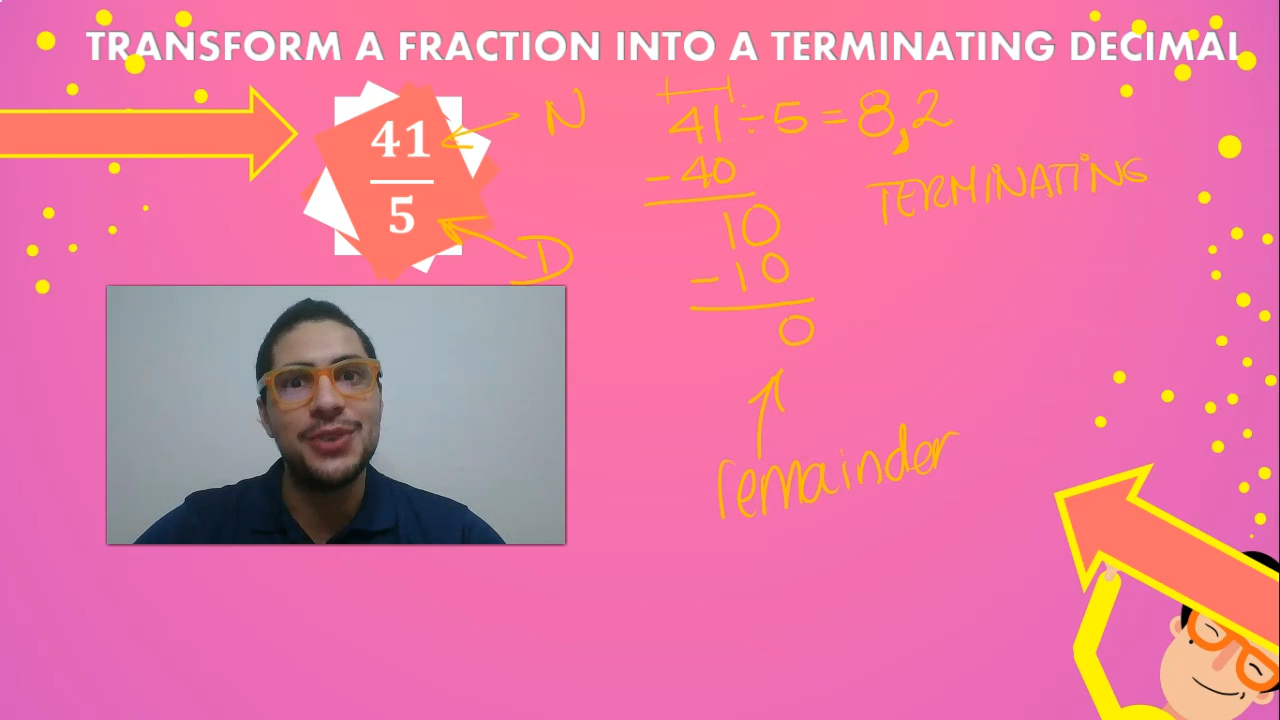 TRANSFORM A FRACTION INTO A TERMINATING DECIMAL
41
5
N
D
41÷5=8,2
-40
10
-10
0
TERMINATING
remainder